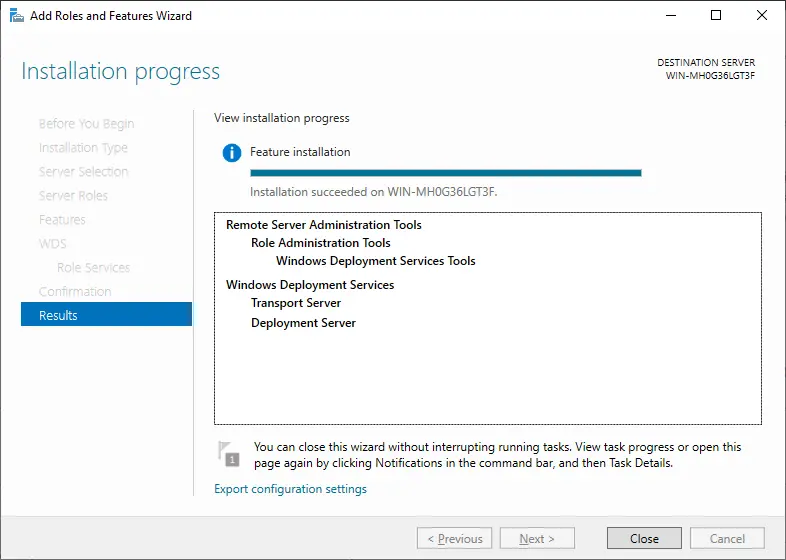 Add Roles and Features Wizard
Installation progress
DESTINATION SERVER
WIN-MH0G36LGT3F
Before You Begin
Installation Type
Server Selection
Server Roles
Features
WDS
Role Services
Confirmation
Results
View installation progress
Feature installation
Installation succeeded on WIN-MH0G36LGT3F.
Remote Server Administration Tools
Role Administration Tools
Windows Deployment Services Tools
Windows Deployment Services
Transport Server
Deployment Server
1
You can close this wizard without interrupting running tasks. View task progress or open this
page again by clicking Notifications in the command bar, and then Task Details.
Export configuration settings
< Previous
Next >
Close
Cancel